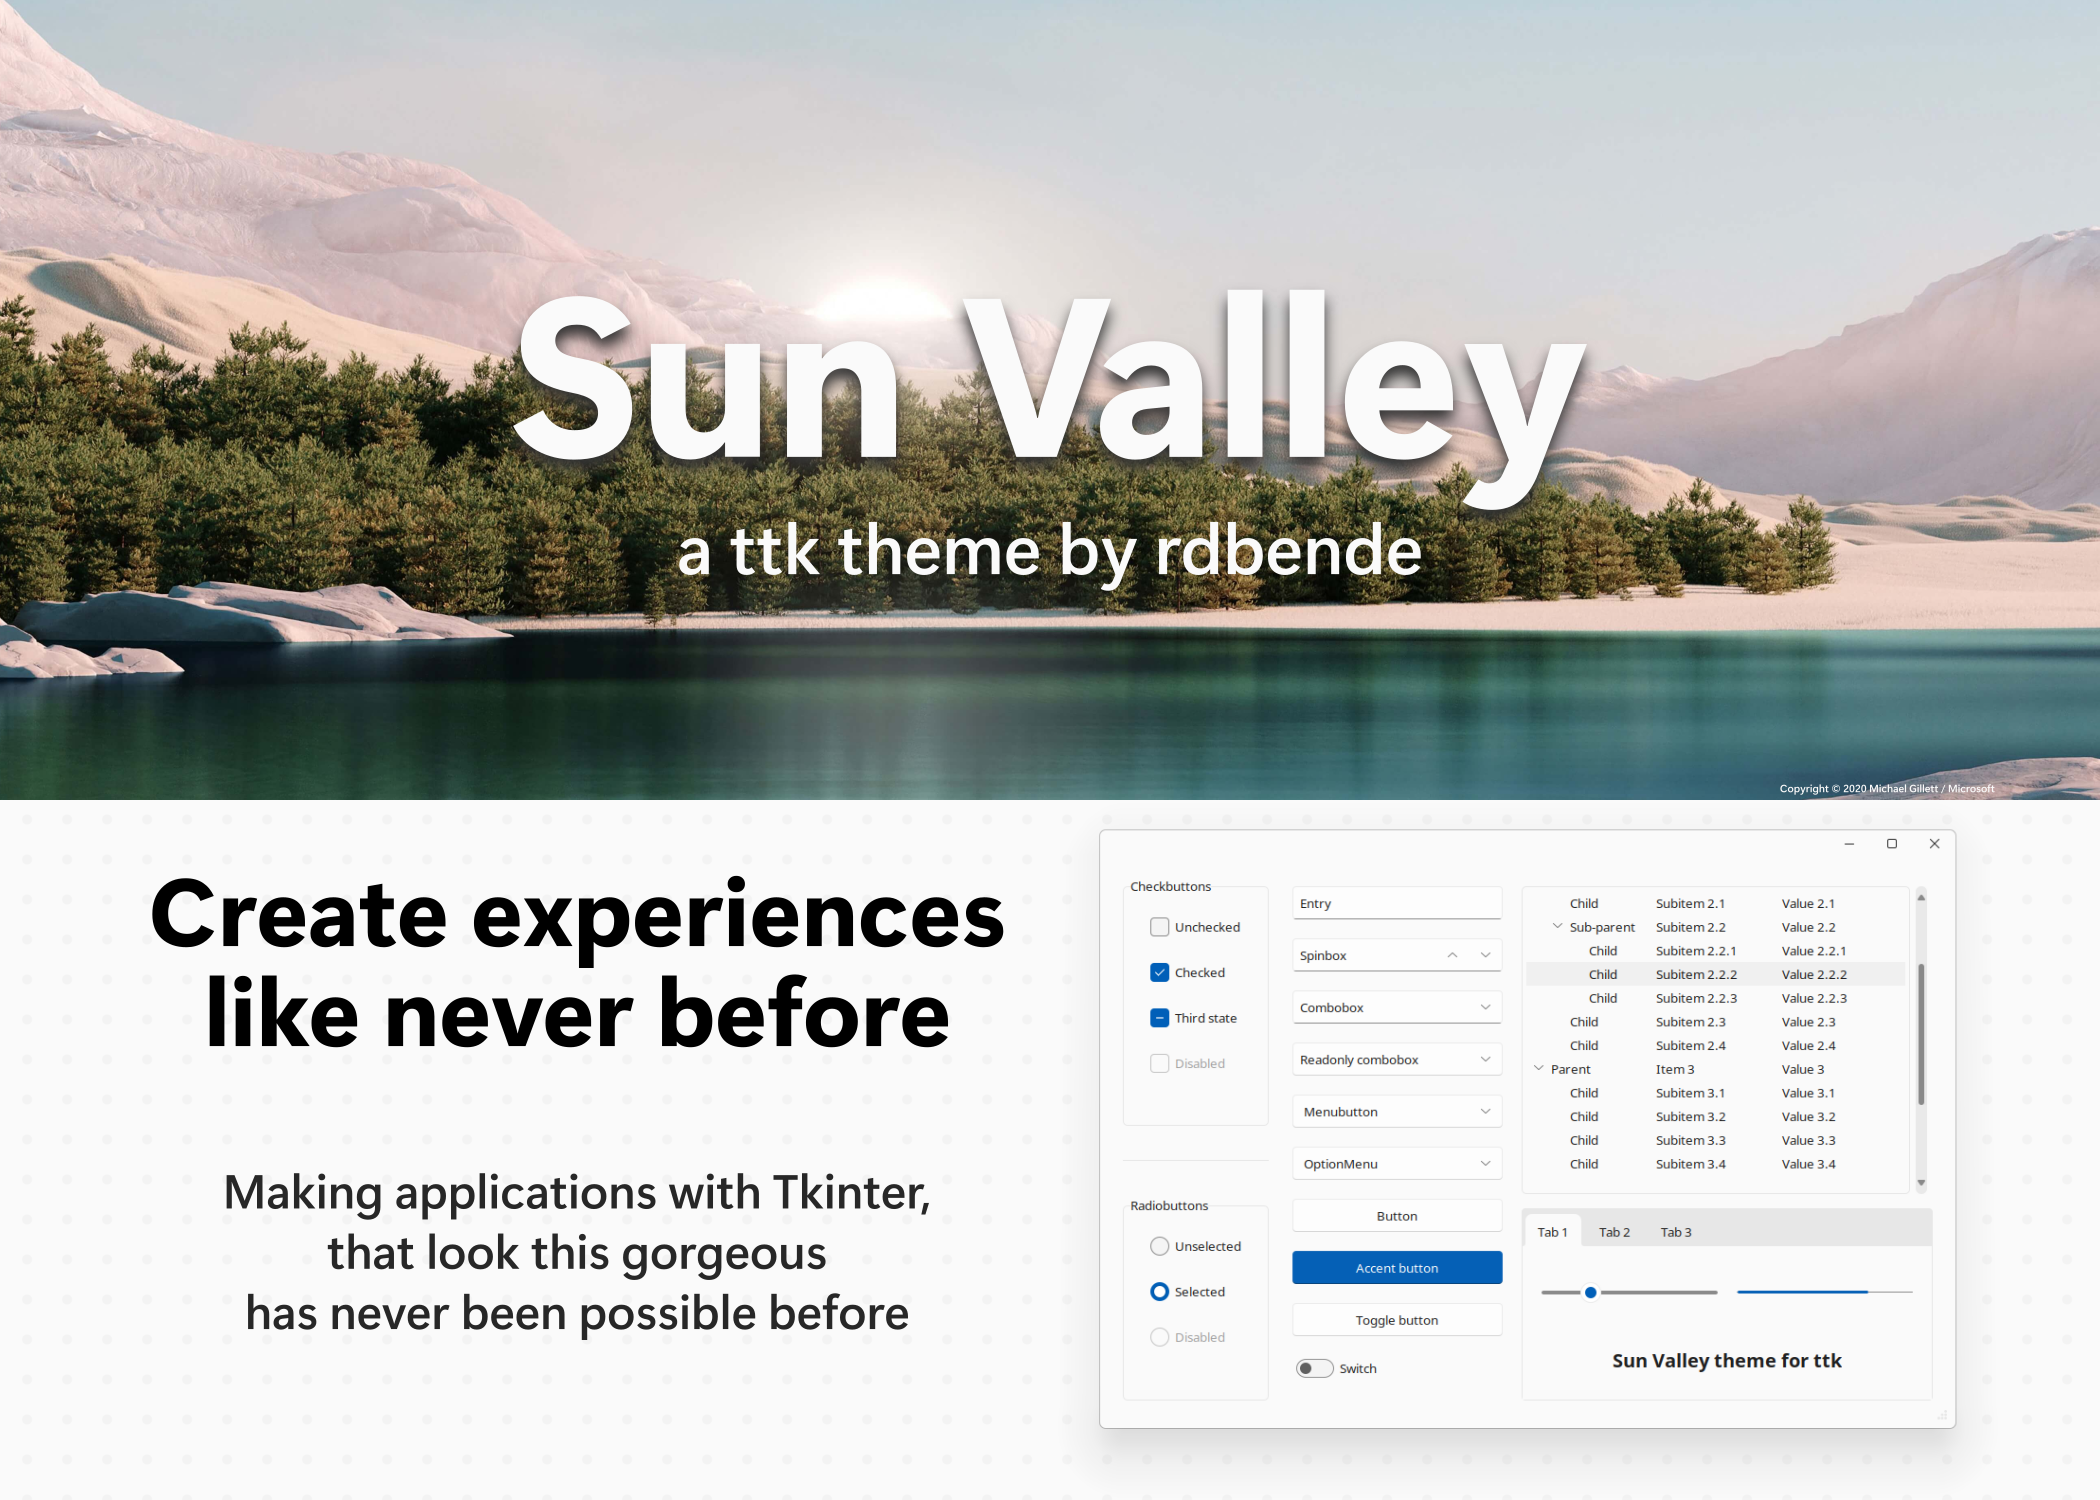 Sun Valley
a ttk theme by rdbende
Copyright © 2020 Michael Gillett / Microsoft
Create experiences
like never before
Making applications with Tkinter,
that look this gorgeous
has never been possible before
Checkbuttons
Unchecked
Checked
Third state
Disabled
Radiobuttons
Unselected
Selected
Disabled
Entry
Spinbox
Combobox
Readonly combobox
Menubutton
OptionMenu
Button
Accent button
Toggle button
Switch
Child Subitem 2.1 Value 2.1
Sub-parent Subitem 2.2 Value 2.2
Child Subitem 2.2.1 Value 2.2.1
Child Subitem 2.2.2 Value 2.2.2
Child Subitem 2.2.3 Value 2.2.3
Child Subitem 2.3 Value 2.3
Child Subitem 2.4 Value 2.4
Parent Item 3 Value 3
Child Subitem 3.1 Value 3.1
Child Subitem 3.2 Value 3.2
Child Subitem 3.3 Value 3.3
Child Subitem 3.4 Value 3.4
Tab 1 Tab 2 Tab 3
Sun Valley theme for ttk